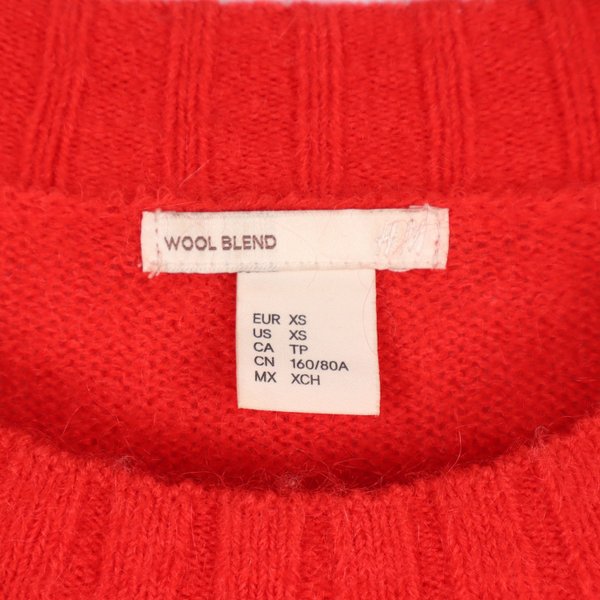 WOOL BLEND
EUR XS
US XS
CA TP
CN 160/80A
MX XCH